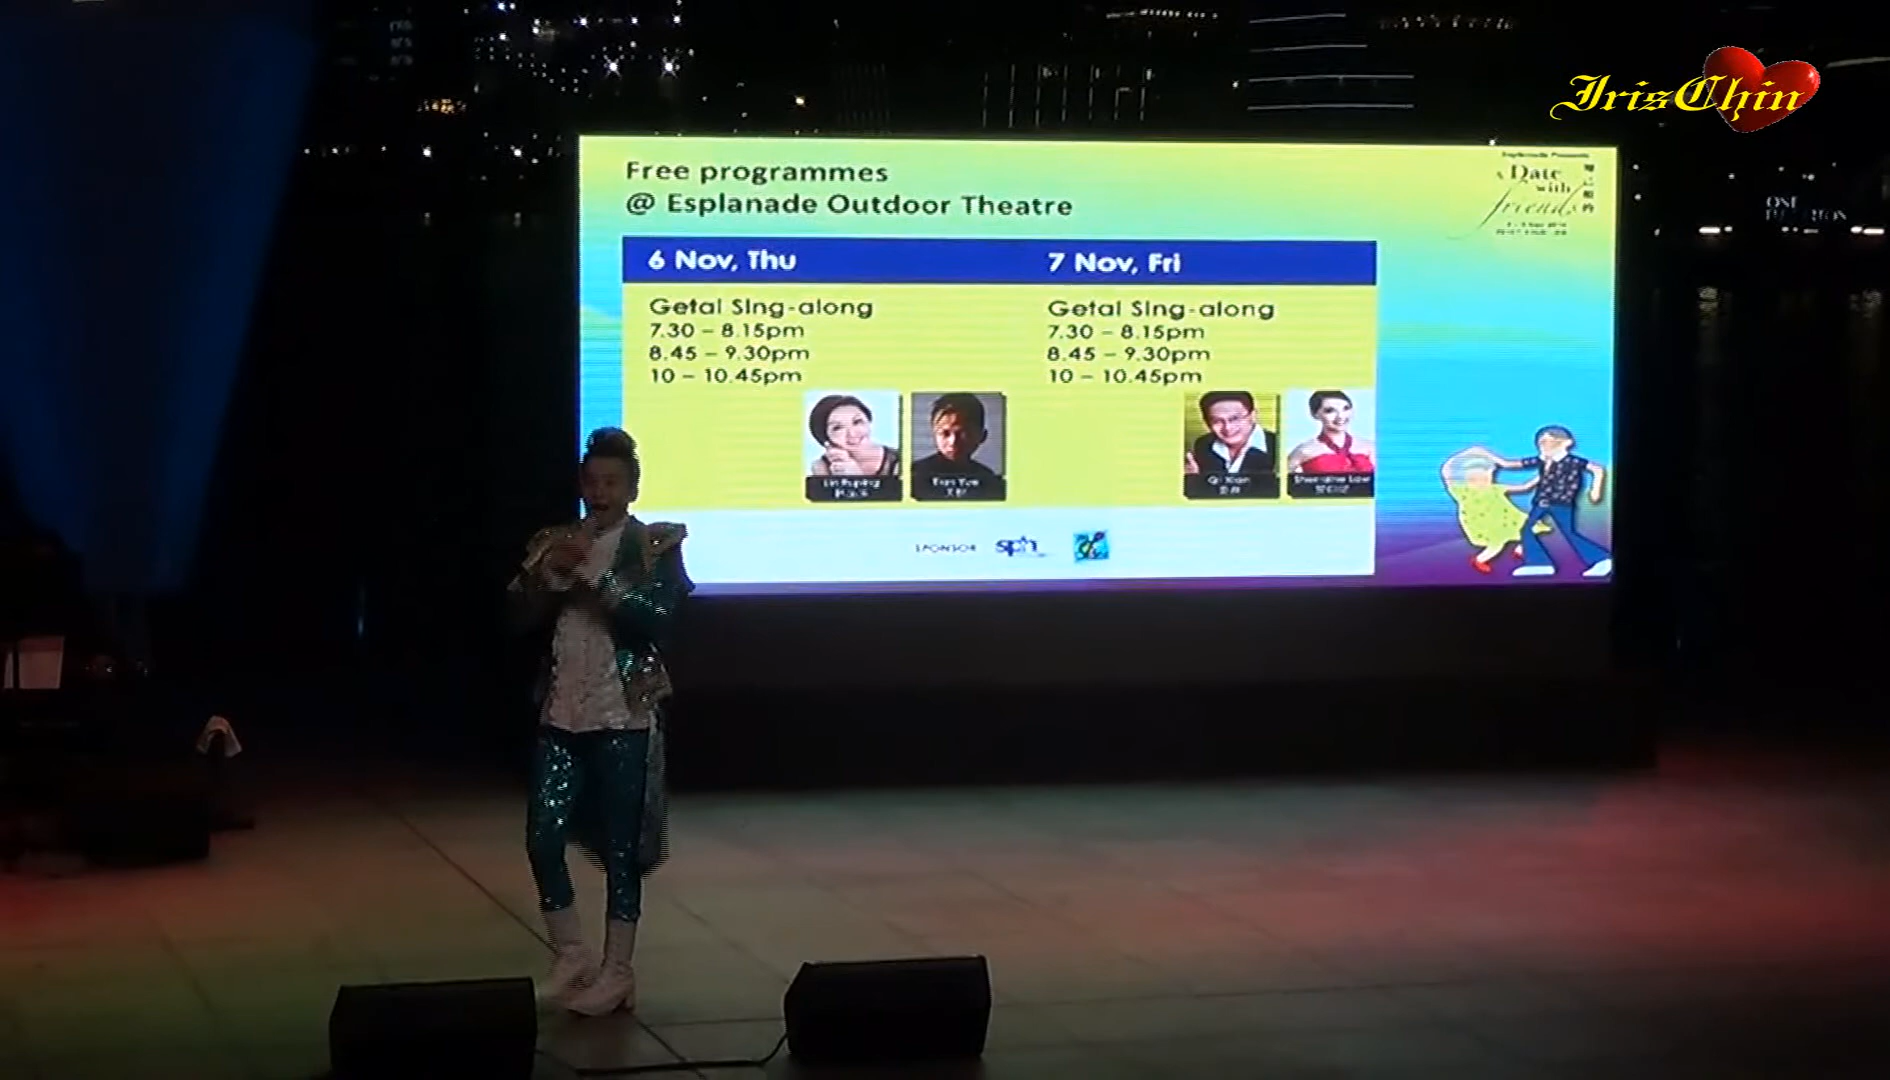 IrisChin
Free programmes
@ Esplanade Outdoor Theatre
A Date
with
friends
6 Nov, Thu
Getai Sing-along
7.30 – 8.15pm
8.45 – 9.30pm
10 – 10.45pm
7 Nov, Fri
Getai Sing-along
7.30 – 8.15pm
8.45 – 9.30pm
10 – 10.45pm
SPONSOR
sph
ONE